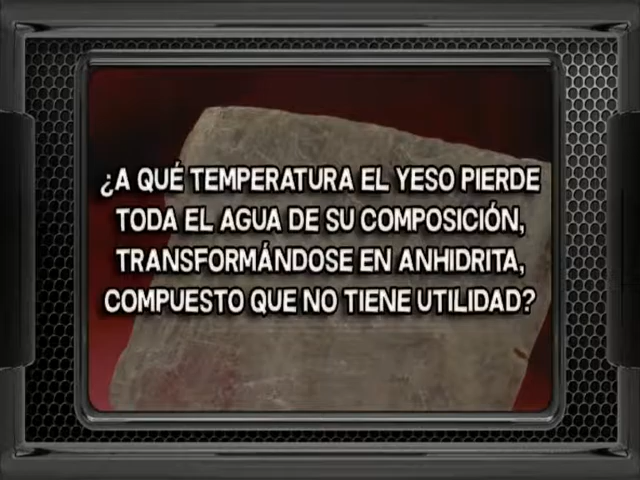 ¿A QUÉ TEMPERATURA EL YESO PIERDE
TODA EL AGUA DE SU COMPOSICIÓN,
TRANSFORMÁNDOSE EN ANHIDRITA,
COMPUESTO QUE NO TIENE UTILIDAD?